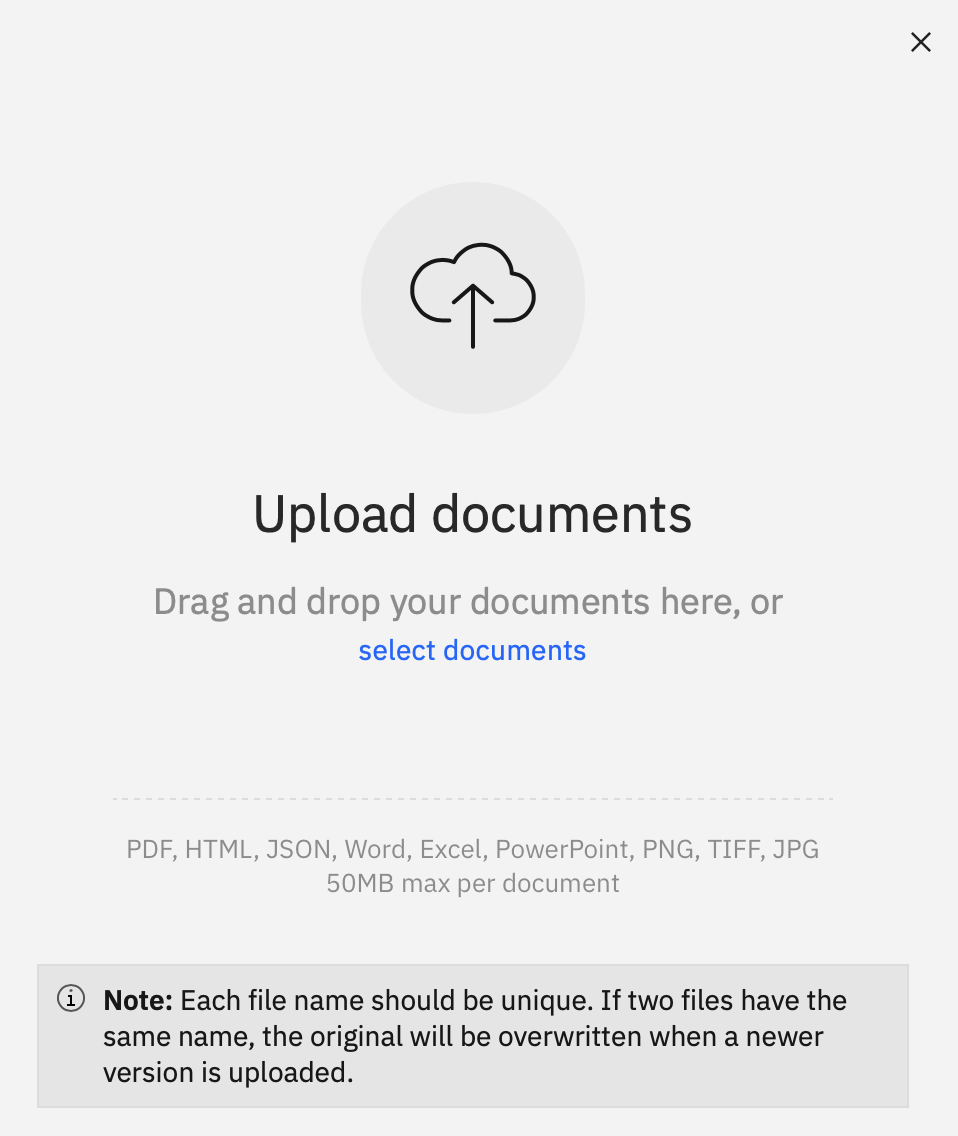 Upload documents
Drag and drop your documents here, or
select documents
PDF, HTML, JSON, Word, Excel, PowerPoint, PNG, TIFF, JPG
50MB max per document
Note: Each file name should be unique. If two files have the
same name, the original will be overwritten when a newer
version is uploaded.